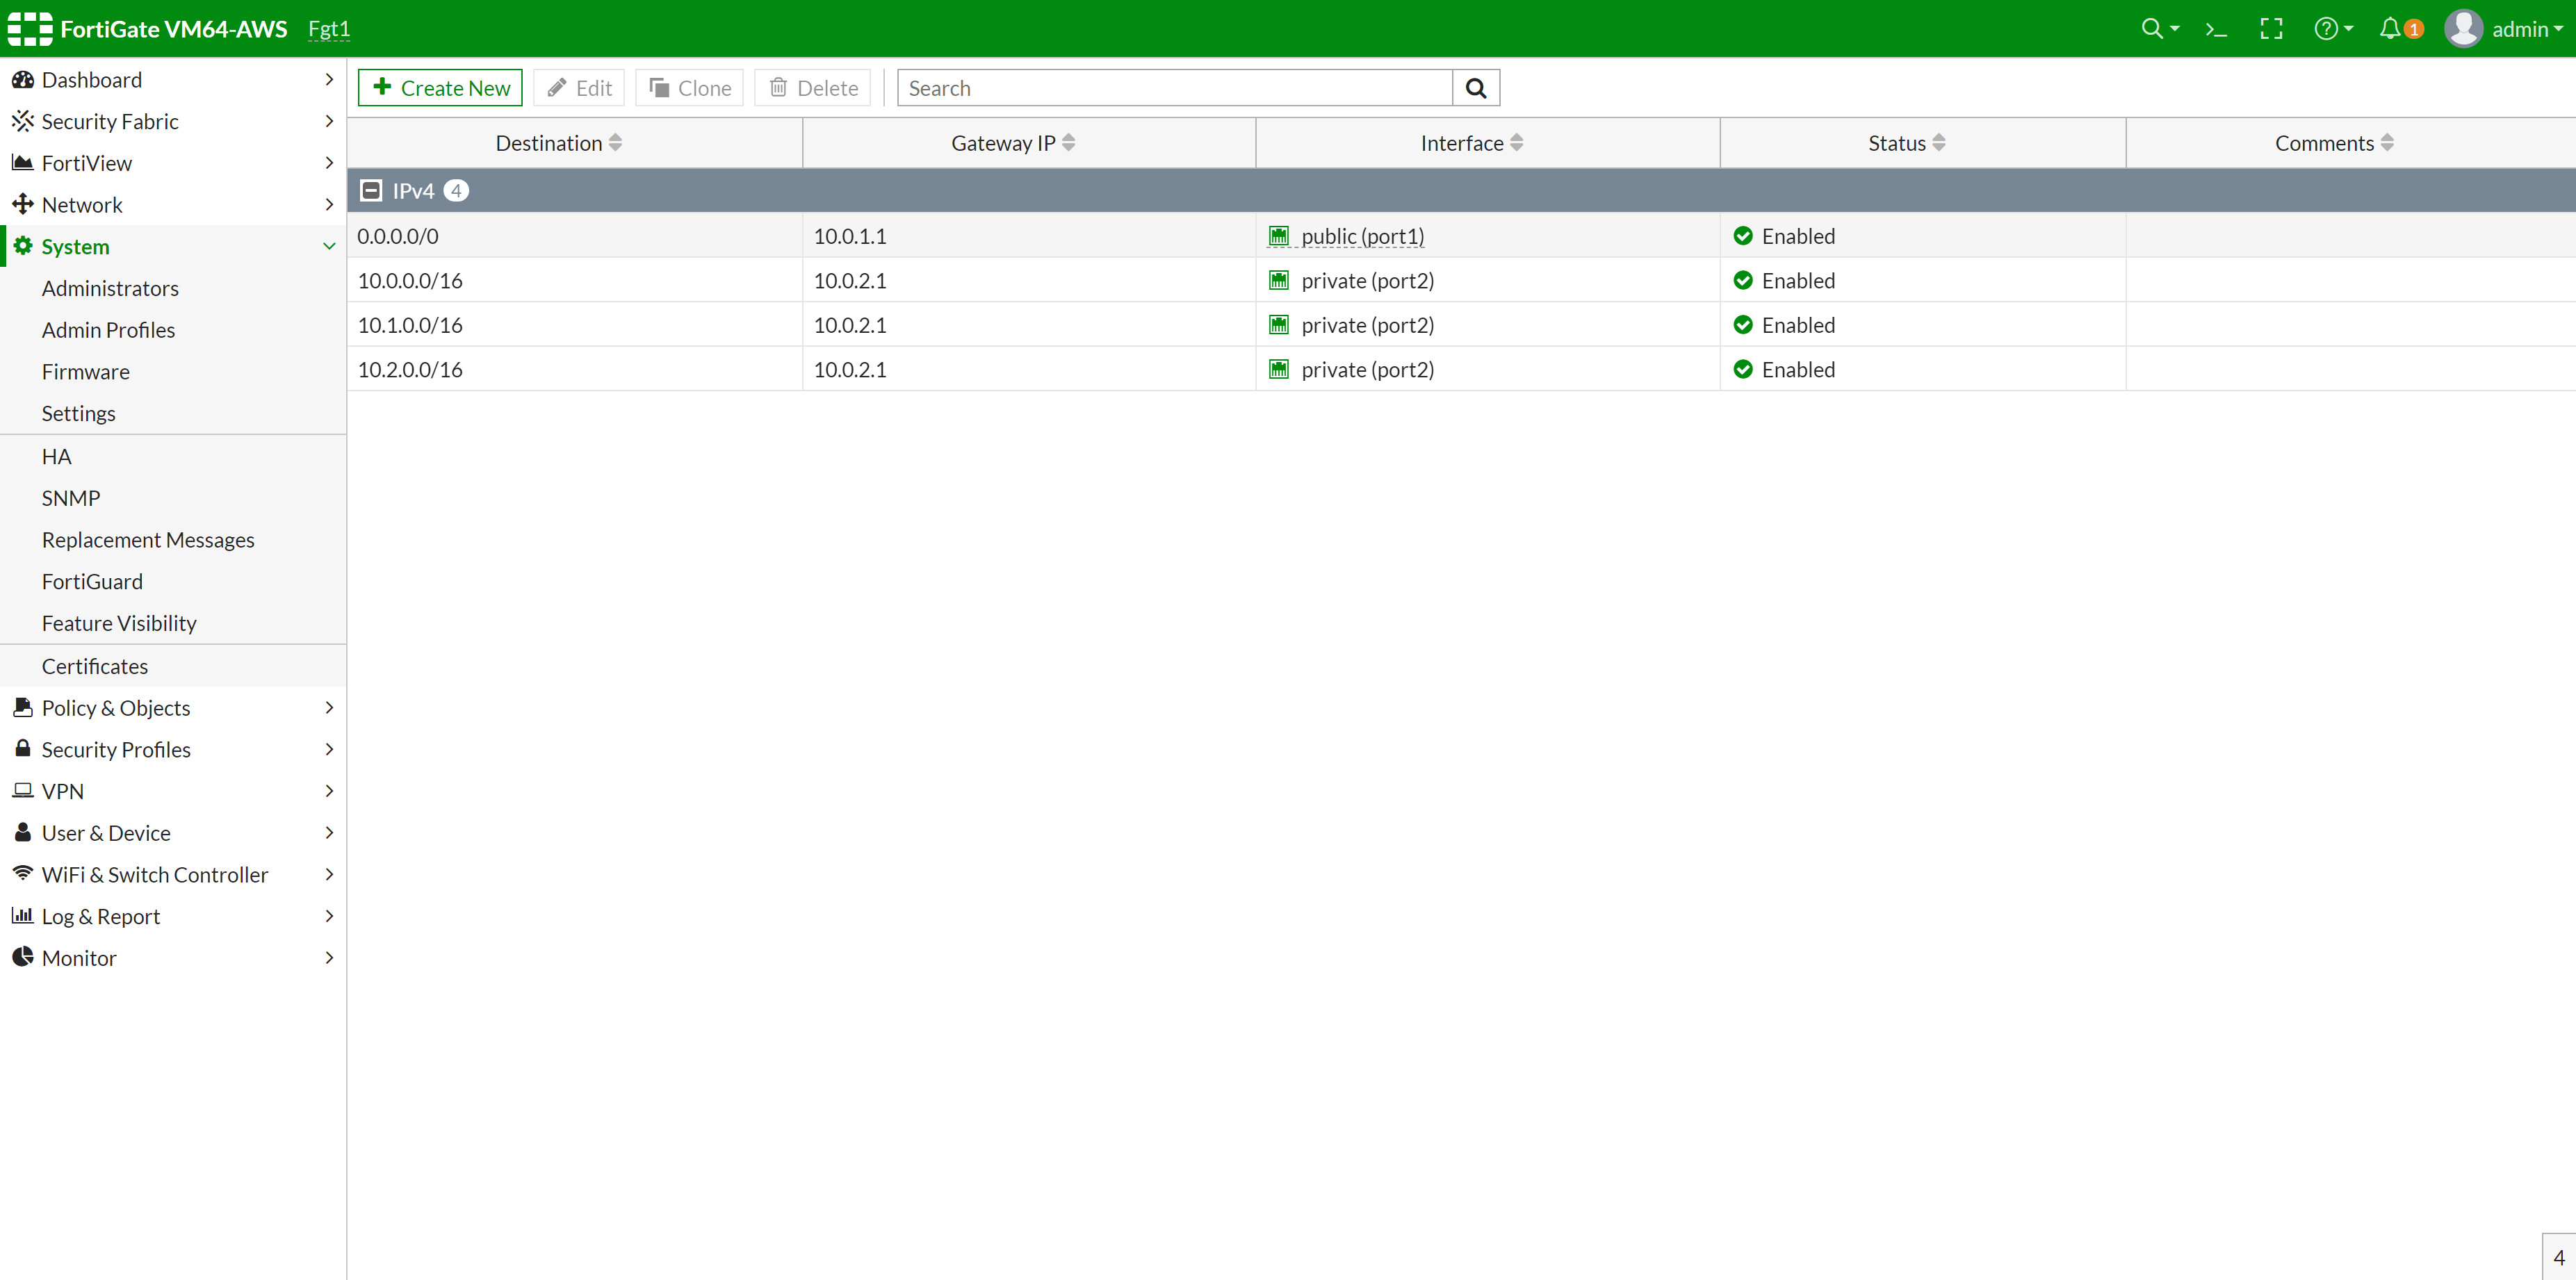 FortiGate VM64-AWS Fgt1 1 admin
Dashboard
Security Fabric
FortiView
Network
System
Administrators
Admin Profiles
Firmware
Settings
HA
SNMP
Replacement Messages
FortiGuard
Feature Visibility
Certificates
Policy & Objects
Security Profiles
VPN
User & Device
WiFi & Switch Controller
Log & Report
Monitor
Create New Edit Clone Delete Search
Destination Gateway IP Interface Status Comments
IPv4 4
0.0.0.0/0 10.0.1.1 public (port1) Enabled
10.0.0.0/16 10.0.2.1 private (port2) Enabled
10.1.0.0/16 10.0.2.1 private (port2) Enabled
10.2.0.0/16 10.0.2.1 private (port2) Enabled
4